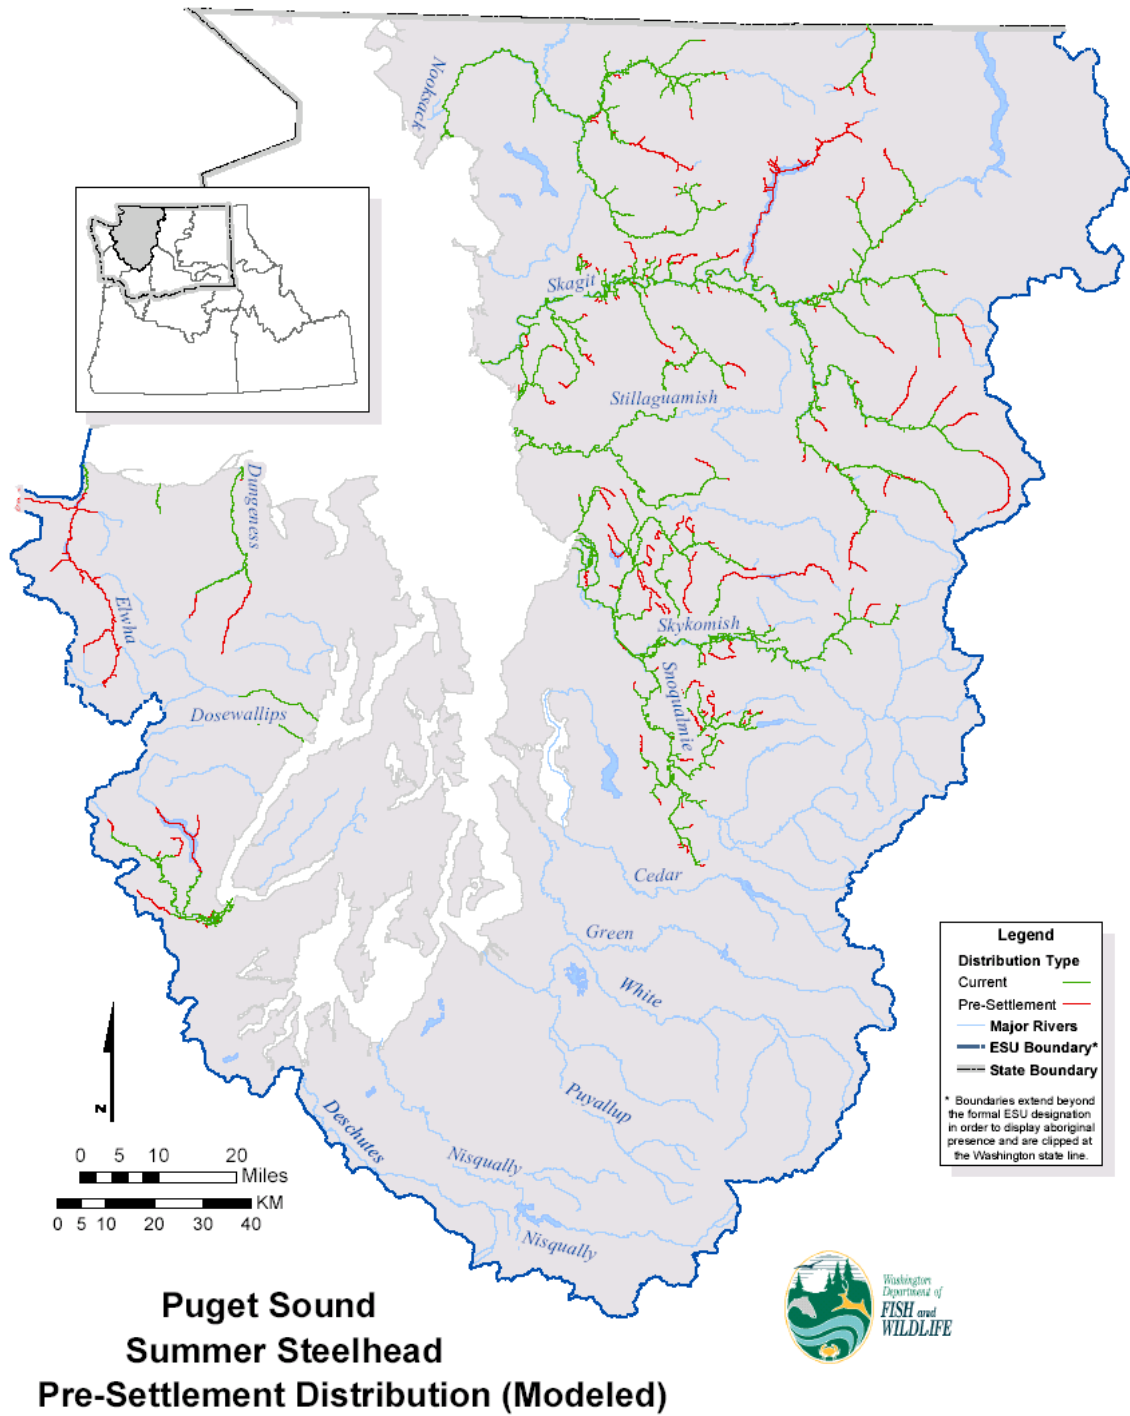 Nooksack
Skagit
Stillaguamish
Dungeness
Elwha
Skykomish
Snoqualmie
Dosewallips
Cedar
Green
White
Puyallup
Deschutes
Nisqually
Nisqually
Legend
Distribution Type
Current
Pre-Settlement
Major Rivers
ESU Boundary*
State Boundary
* Boundaries extend beyond
the formal ESU designation
in order to display aboriginal
presence and are clipped at
the Washington state line.
N
0 5 10 20
Miles
KM
0 5 10 20 30 40
Washington
Department of
FISH and
WILDLIFE
Puget Sound
Summer Steelhead
Pre-Settlement Distribution (Modeled)